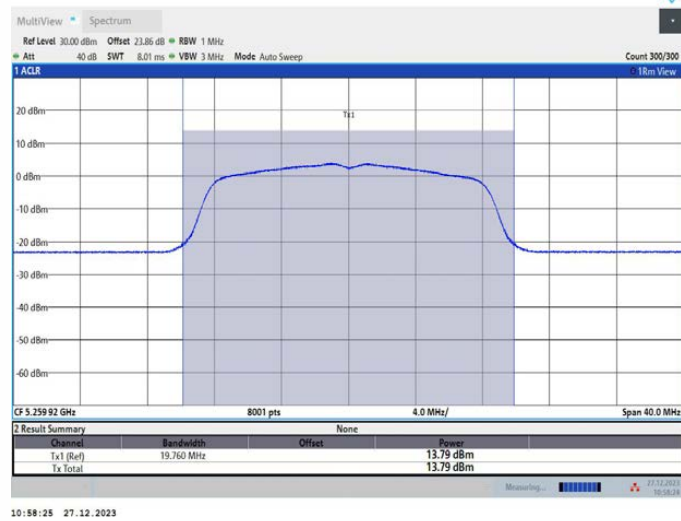 MultiView Spectrum
Ref Level 30.00 dBm Offset 23.86 dB RBW 1 MHz
Att 40 dB SWT 8.01 ms VBW 3 MHz Mode Auto Sweep Count 300/300
1 ACLR 1Rm View
Tx1
20 dBm
10 dBm
0 dBm
-10 dBm
-20 dBm
-30 dBm
-40 dBm
-50 dBm
-60 dBm
CF 5.259 92 GHz 8001 pts 4.0 MHz/ Span 40.0 MHz
2 Result Summary None
Channel Bandwidth Offset Power
Tx1 (Ref) 19.760 MHz 13.79 dBm
Tx Total 13.79 dBm
Measuring... 27.12.2023
10:58:24
10:58:25 27.12.2023